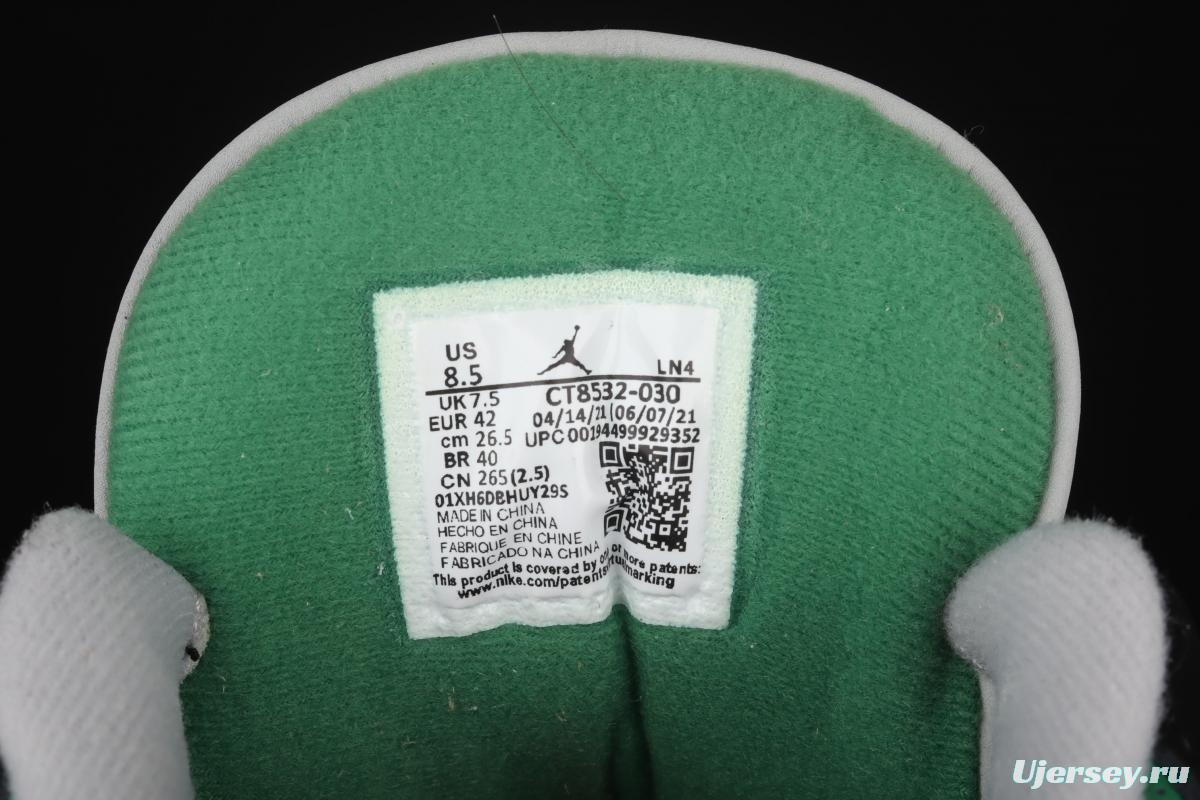 US
8.5
LN4
UK 7.5
CT8532-030
EUR 42
04/14/21 (06/07/21
cm 26.5
UPC 00194499929352
BR 40
CN 265 (2.5)
01XH6DBHUY29S
MADE IN CHINA
HECHO EN CHINA
FABRIQUE EN CHINE
FABRICADO NA CHINA
This product is covered by or more patents:
www.nike.com/patents
Ujersey.ru